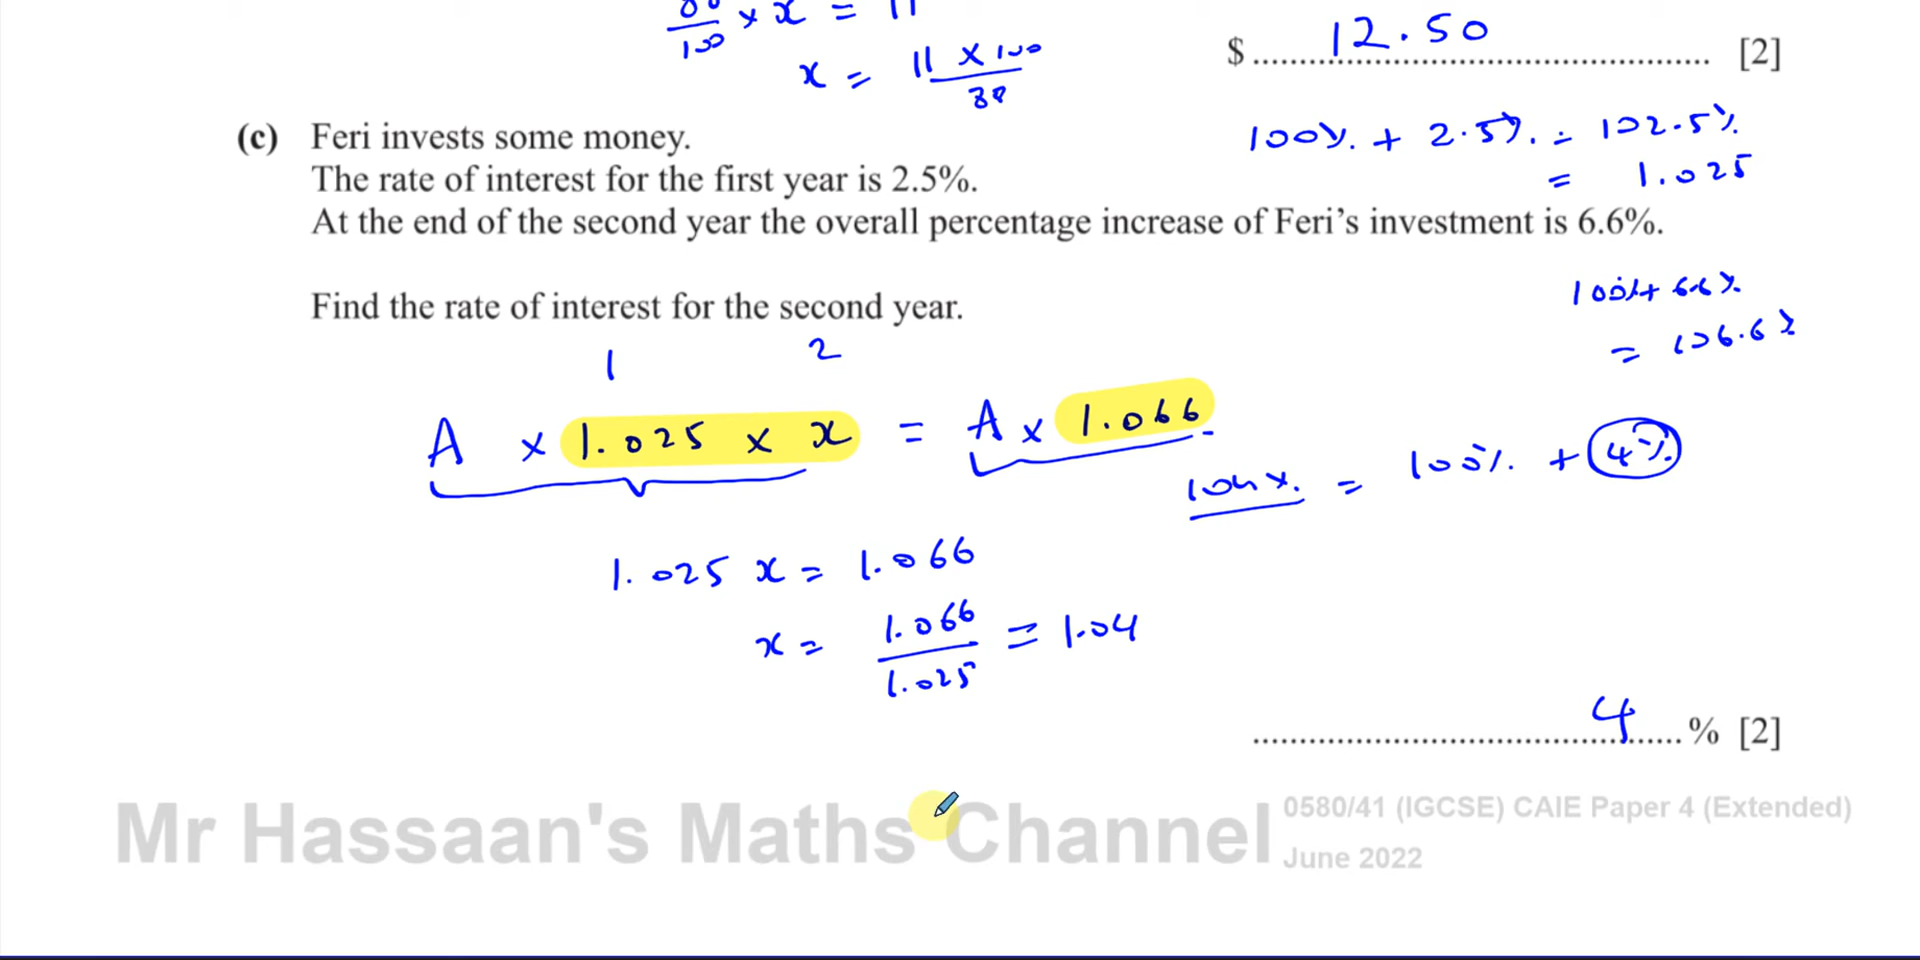 × x = 11
100
x = 11 × 100
$ 12.50 [2]
(c) Feri invests some money.
100% + 2.5% = 102.5%
The rate of interest for the first year is 2.5%.
= 1.025
At the end of the second year the overall percentage increase of Feri’s investment is 6.6%.
100% + 6.6%
= 106.6%
Find the rate of interest for the second year.
1 2
A × 1.025 × x = A × 1.066
104%. = 100%. + 4%
1.025 x = 1.066
x = 1.066 = 1.04
1.025
4 % [2]
Mr Hassaan's Maths Channel
0580/41 (IGCSE) CAIE Paper 4 (Extended)
June 2022